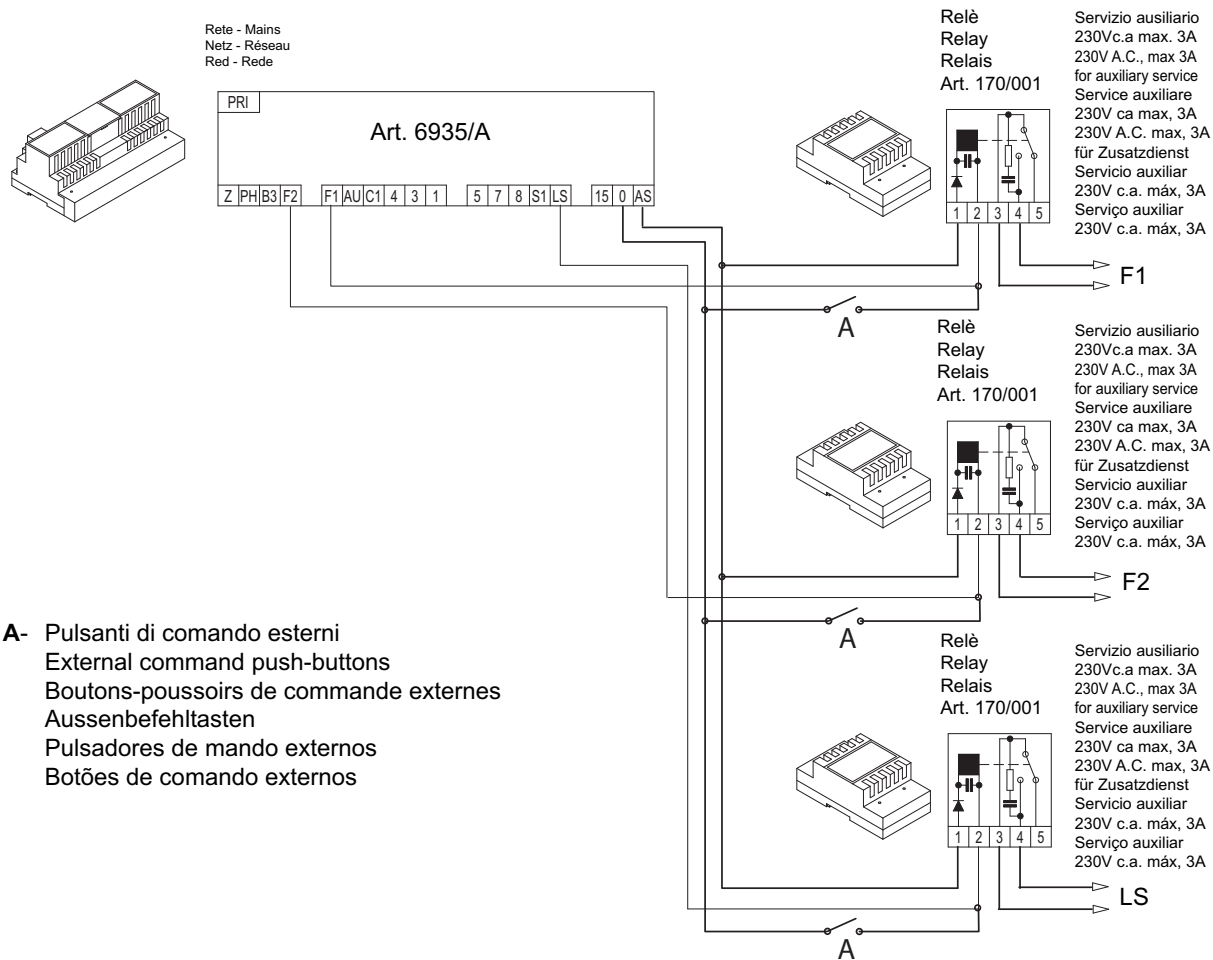 Rete - Mains
Netz - Réseau
Red - Rede
PRI
Art. 6935/A
Z PH B3 F2 F1 AU C1 4 3 1 5 7 8 S1 LS 15 0 AS
Relè
Relay
Relais
Art. 170/001
Servizio ausiliario
230Vc.a max. 3A
230V A.C., max 3A
for auxiliary service
Service auxiliare
230V ca max, 3A
230V A.C. max, 3A
für Zusatzdienst
Servicio auxiliar
230V c.a. máx, 3A
Serviço auxiliar
230V c.a. máx, 3A
1 2 3 4 5
F1
A
Relè
Relay
Relais
Art. 170/001
Servizio ausiliario
230Vc.a max. 3A
230V A.C., max 3A
for auxiliary service
Service auxiliare
230V ca max, 3A
230V A.C. max, 3A
für Zusatzdienst
Servicio auxiliar
230V c.a. máx, 3A
Serviço auxiliar
230V c.a. máx, 3A
1 2 3 4 5
F2
A
A- Pulsanti di comando esterni
External command push-buttons
Boutons-poussoirs de commande externes
Aussenbefehltasten
Pulsadores de mando externos
Botões de comando externos
Relè
Relay
Relais
Art. 170/001
Servizio ausiliario
230Vc.a max. 3A
230V A.C., max 3A
for auxiliary service
Service auxiliare
230V ca max, 3A
230V A.C. max, 3A
für Zusatzdienst
Servicio auxiliar
230V c.a. máx, 3A
Serviço auxiliar
230V c.a. máx, 3A
1 2 3 4 5
LS
A